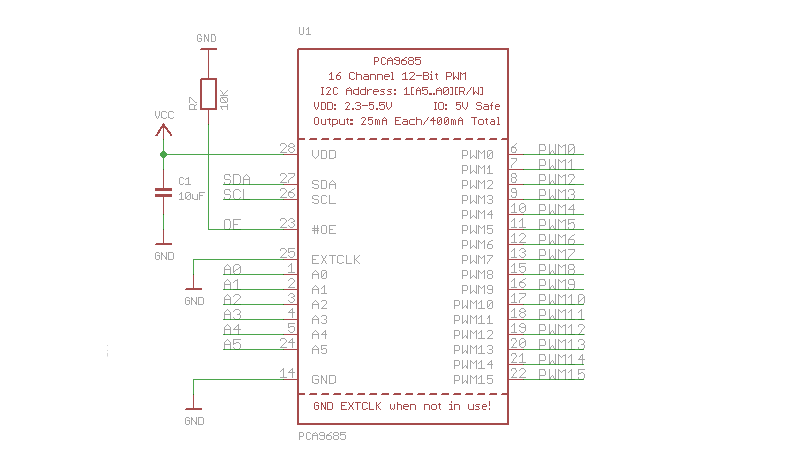 U1
GND
PCA9685
16 Channel 12-Bit PWM
I2C Address: 1[A5..A0][R/W]
VDD: 2.3-5.5V IO: 5V Safe
Output: 25mA Each/400mA Total
R7 10K
VCC
28 VDD PWM0 6 PWM0
PWM1 7 PWM1
C1
10uF
SDA 27 SDA PWM2 8 PWM2
SCL 26 SCL PWM3 9 PWM3
PWM4 10 PWM4
OE 23 #OE PWM5 11 PWM5
PWM6 12 PWM6
GND
25 EXTCLK PWM7 13 PWM7
A0 1 A0 PWM8 15 PWM8
A1 2 A1 PWM9 16 PWM9
GND
A2 3 A2 PWM10 17 PWM10
A3 4 A3 PWM11 18 PWM11
A4 5 A4 PWM12 19 PWM12
A5 24 A5 PWM13 20 PWM13
PWM14 21 PWM14
14 GND PWM15 22 PWM15
GND EXTCLK when not in use!
GND
PCA9685